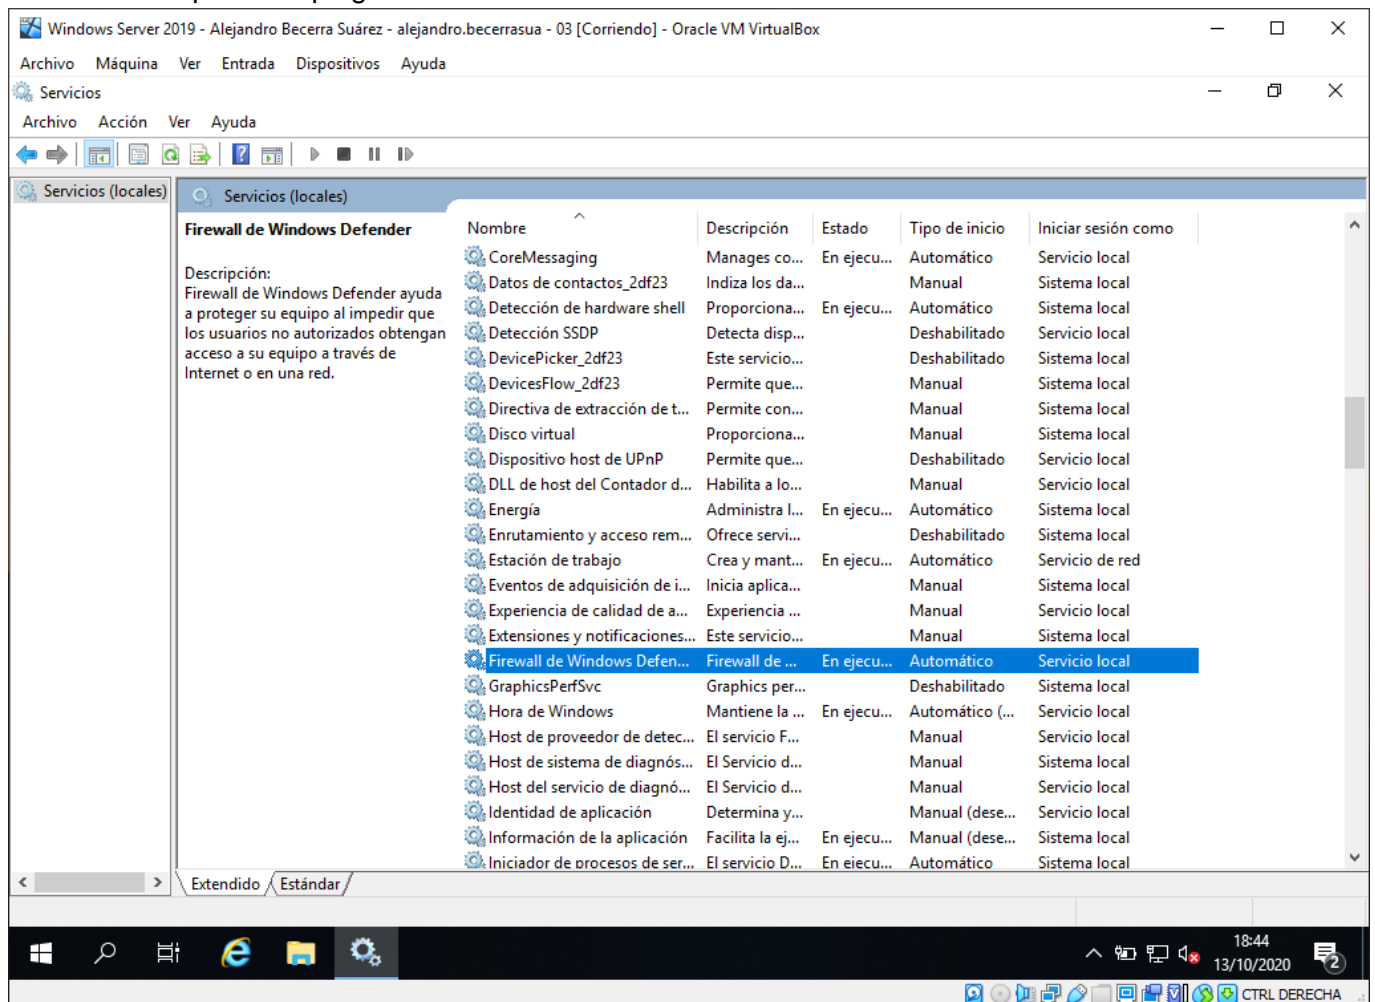 Windows Server 2019 - Alejandro Becerra Suárez - alejandro.becerrasua - 03 [Corriendo] - Oracle VM VirtualBox
Archivo Máquina Ver Entrada Dispositivos Ayuda
Servicios
Archivo Acción Ver Ayuda
Servicios (locales)
Servicios (locales)
Firewall de Windows Defender
Descripción:
Firewall de Windows Defender ayuda
a proteger su equipo al impedir que
los usuarios no autorizados obtengan
acceso a su equipo a través de
Internet o en una red.
Nombre Descripción Estado Tipo de inicio Iniciar sesión como
CoreMessaging Manages co... En ejecu... Automático Servicio local
Datos de contactos_2df23 Indiza los da... Manual Sistema local
Detección de hardware shell Proporciona... En ejecu... Automático Sistema local
Detección SSDP Detecta disp... Deshabilitado Servicio local
DevicePicker_2df23 Este servicio... Deshabilitado Sistema local
DevicesFlow_2df23 Permite que... Manual Sistema local
Directiva de extracción de t... Permite con... Manual Sistema local
Disco virtual Proporciona... Manual Sistema local
Dispositivo host de UPnP Permite que... Deshabilitado Servicio local
DLL de host del Contador d... Habilita a lo... Manual Servicio local
Energía Administra l... En ejecu... Automático Sistema local
Enrutamiento y acceso rem... Ofrece servi... Deshabilitado Sistema local
Estación de trabajo Crea y mant... En ejecu... Automático Servicio de red
Eventos de adquisición de i... Inicia aplica... Manual Sistema local
Experiencia de calidad de a... Experiencia ... Manual Servicio local
Extensiones y notificaciones... Este servicio... Manual Sistema local
Firewall de Windows Defen... Firewall de ... En ejecu... Automático Servicio local
GraphicsPerfSvc Graphics per... Deshabilitado Sistema local
Hora de Windows Mantiene la ... En ejecu... Automático (... Servicio local
Host de proveedor de detec... El servicio F... Manual Servicio local
Host de sistema de diagnós... El Servicio d... Manual Sistema local
Host del servicio de diagnó... El Servicio d... Manual Servicio local
Identidad de aplicación Determina y... Manual (dese... Servicio local
Información de la aplicación Facilita la ej... En ejecu... Manual (dese... Sistema local
Iniciador de procesos de ser... El servicio D... En ejecu... Automático Sistema local
Extendido Estándar
18:44
13/10/2020
2
CTRL DERECHA